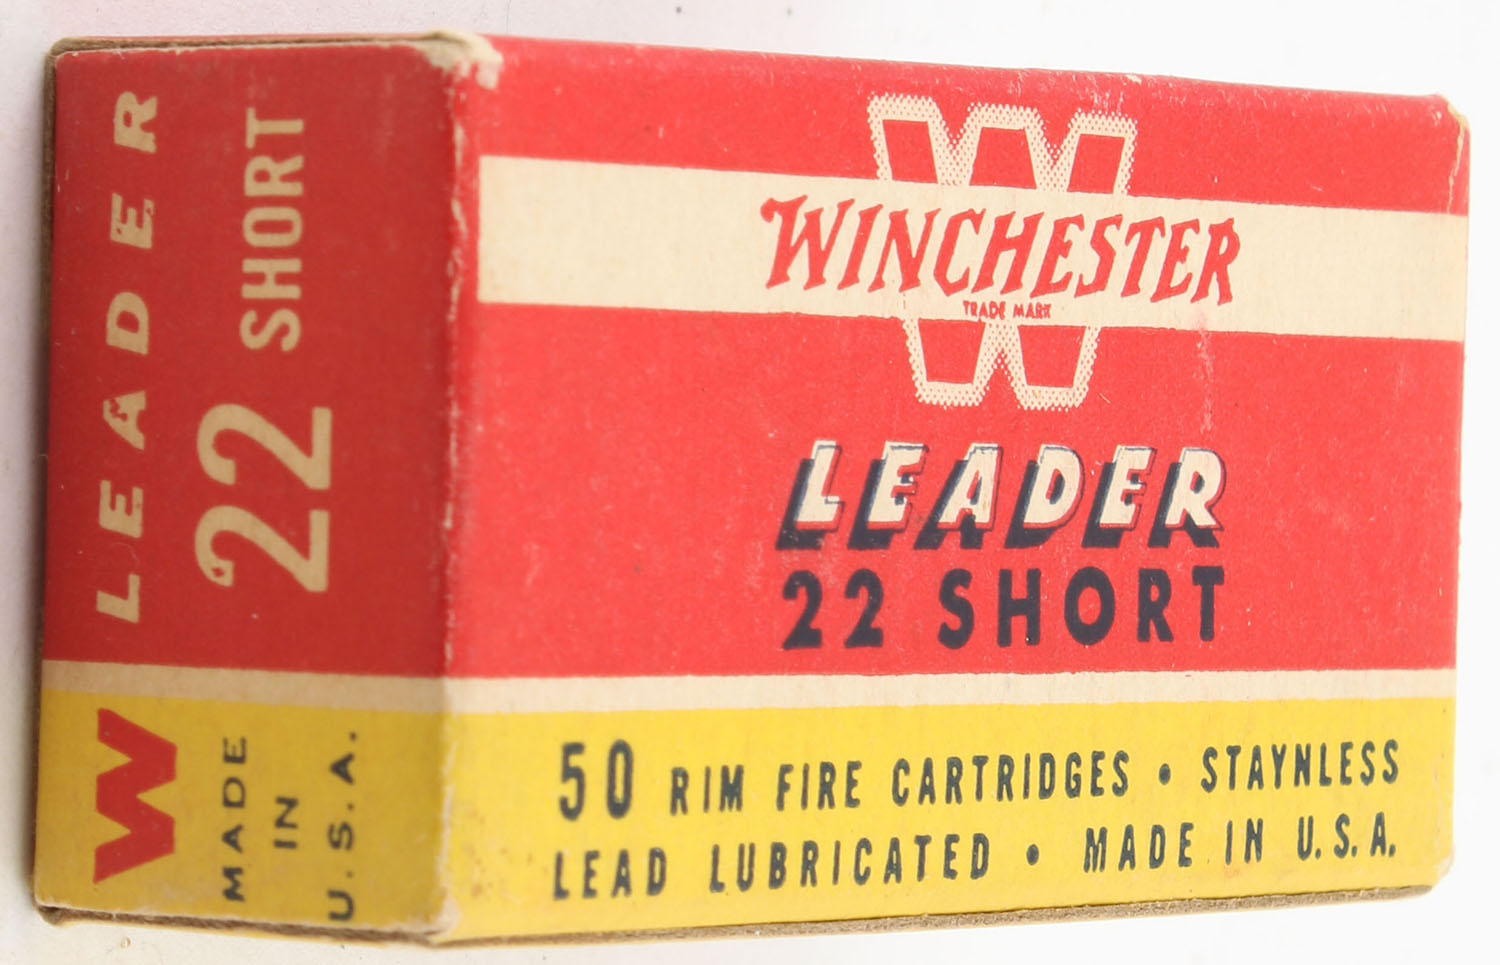 LEADER
22 SHORT
W
MADE
IN
U.S.A.
W
WINCHESTER
TRADE MARK
LEADER
22 SHORT
50 RIM FIRE CARTRIDGES • STAYNLESS
LEAD LUBRICATED • MADE IN U.S.A.